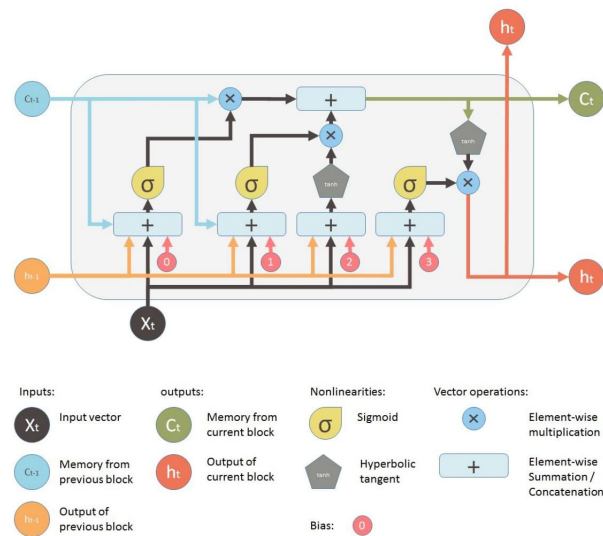 hₜ
Cₜ₋₁
×
+
Cₜ
tanh
×
σ
σ
tanh
σ
×
+
+
+
+
hₜ₋₁
0
1
2
3
hₜ
Xₜ
Inputs:
outputs:
Nonlinearities:
Vector operations:
Xₜ
Input vector
Cₜ
Memory from
current block
σ
Sigmoid
×
Element-wise
multiplication
Cₜ₋₁
Memory from
previous block
hₜ
Output of
current block
tanh
Hyperbolic
tangent
+
Element-wise
Summation /
Concatenation
hₜ₋₁
Output of
previous block
Bias:
0